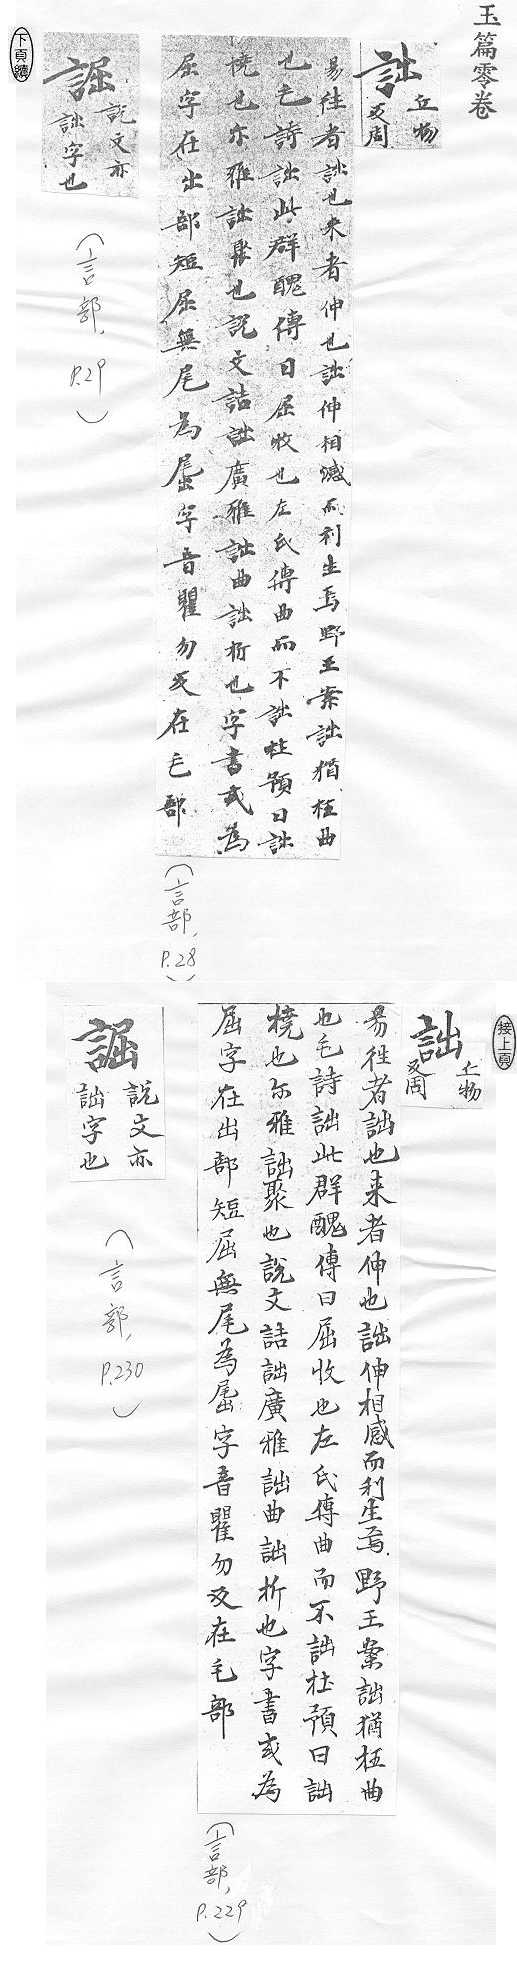 玉篇零卷
詘
丘物
反周
易往者詘也来者伸也詘伸相感而利生焉野王案詘猶枉曲
也毛詩詘此群醜傳曰屈收也左氏傳曲而不詘杜預曰詘
橈也尓雅詘聚也説文詰詘廣雅詘曲詘折也字書或為
屈字在出部短屈無尾為𡲬字音瞿勿反在毛部
(言部, P.28)
誳
説文亦
詘字也
(言部, P.29)
下頁續
接上頁
詘
丘物
反周
易往者詘也来者伸也詘伸相感而利生焉野王案詘猶枉曲
也毛詩詘此群醜傳曰屈收也左氏傳曲而不詘杜預曰詘
橈也尓雅詘聚也說文詰詘廣雅詘曲詘折也字書或為
屈字在出部短屈無尾為𡲬字音瞿勿反在毛部
(言部, P.229)
誳
說文亦
詘字也
(言部, P.230)